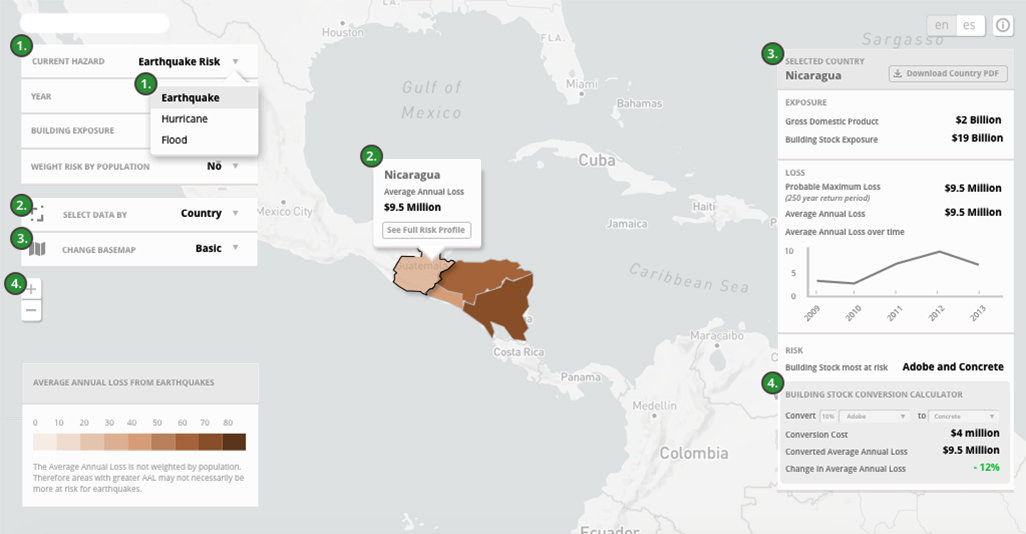 1.
CURRENT HAZARD Earthquake Risk
1.
Earthquake
Hurricane
Flood
YEAR
BUILDING EXPOSURE
WEIGHT RISK BY POPULATION No
2.
SELECT DATA BY Country
3.
CHANGE BASEMAP Basic
4.
+
−
AVERAGE ANNUAL LOSS FROM EARTHQUAKES
0 10 20 30 40 50 60 70 80
The Average Annual Loss is not weighted by population.
Therefore areas with greater AAL may not necessarily be
more at risk for earthquakes.
Houston
FLA.
Gulf of
Mexico
Miami
Bahamas
Cuba
Mexico City
Jamaica
Haiti
Caribbean Sea
Guatemala
Costa Rica
Panama
Maracaibo
Medellín
Colombia
Ecuador
Sargasso
2.
Nicaragua
Average Annual Loss
$9.5 Million
See Full Risk Profile
en es
3.
SELECTED COUNTRY
Nicaragua
Download Country PDF
EXPOSURE
Gross Domestic Product $2 Billion
Building Stock Exposure $19 Billion
LOSS
Probable Maximum Loss $9.5 Million
(250 year return period)
Average Annual Loss $9.5 Million
Average Annual Loss over time
10
5
0
2009 2010 2011 2012 2013
RISK
Building Stock most at risk Adobe and Concrete
4.
BUILDING STOCK CONVERSION CALCULATOR
Convert 10% Adobe to Concrete
Conversion Cost $4 million
Converted Average Annual Loss $9.5 Million
Change in Average Annual Loss - 12%